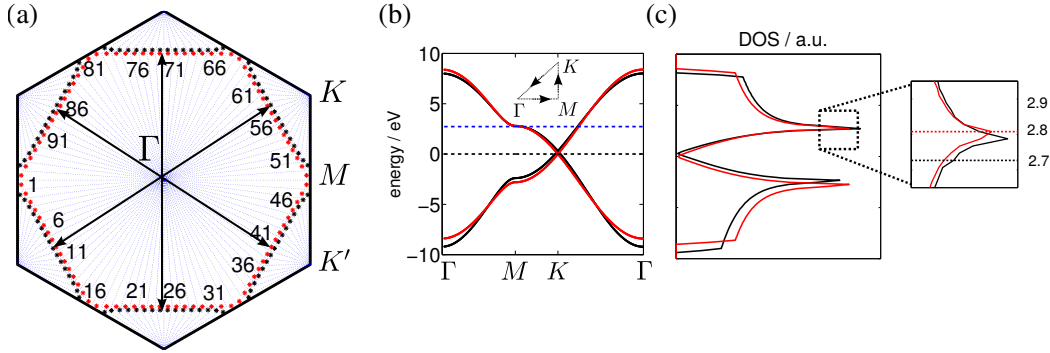 (a)
81
76
71
66
86
61
K
91
Γ
56
51
M
1
46
6
41
11
36
K′
16
21
26
31
(b)
10
5
0
−5
−10
energy / eV
K
Γ
M
Γ
M
K
Γ
(c)
DOS / a.u.
2.9
2.8
2.7